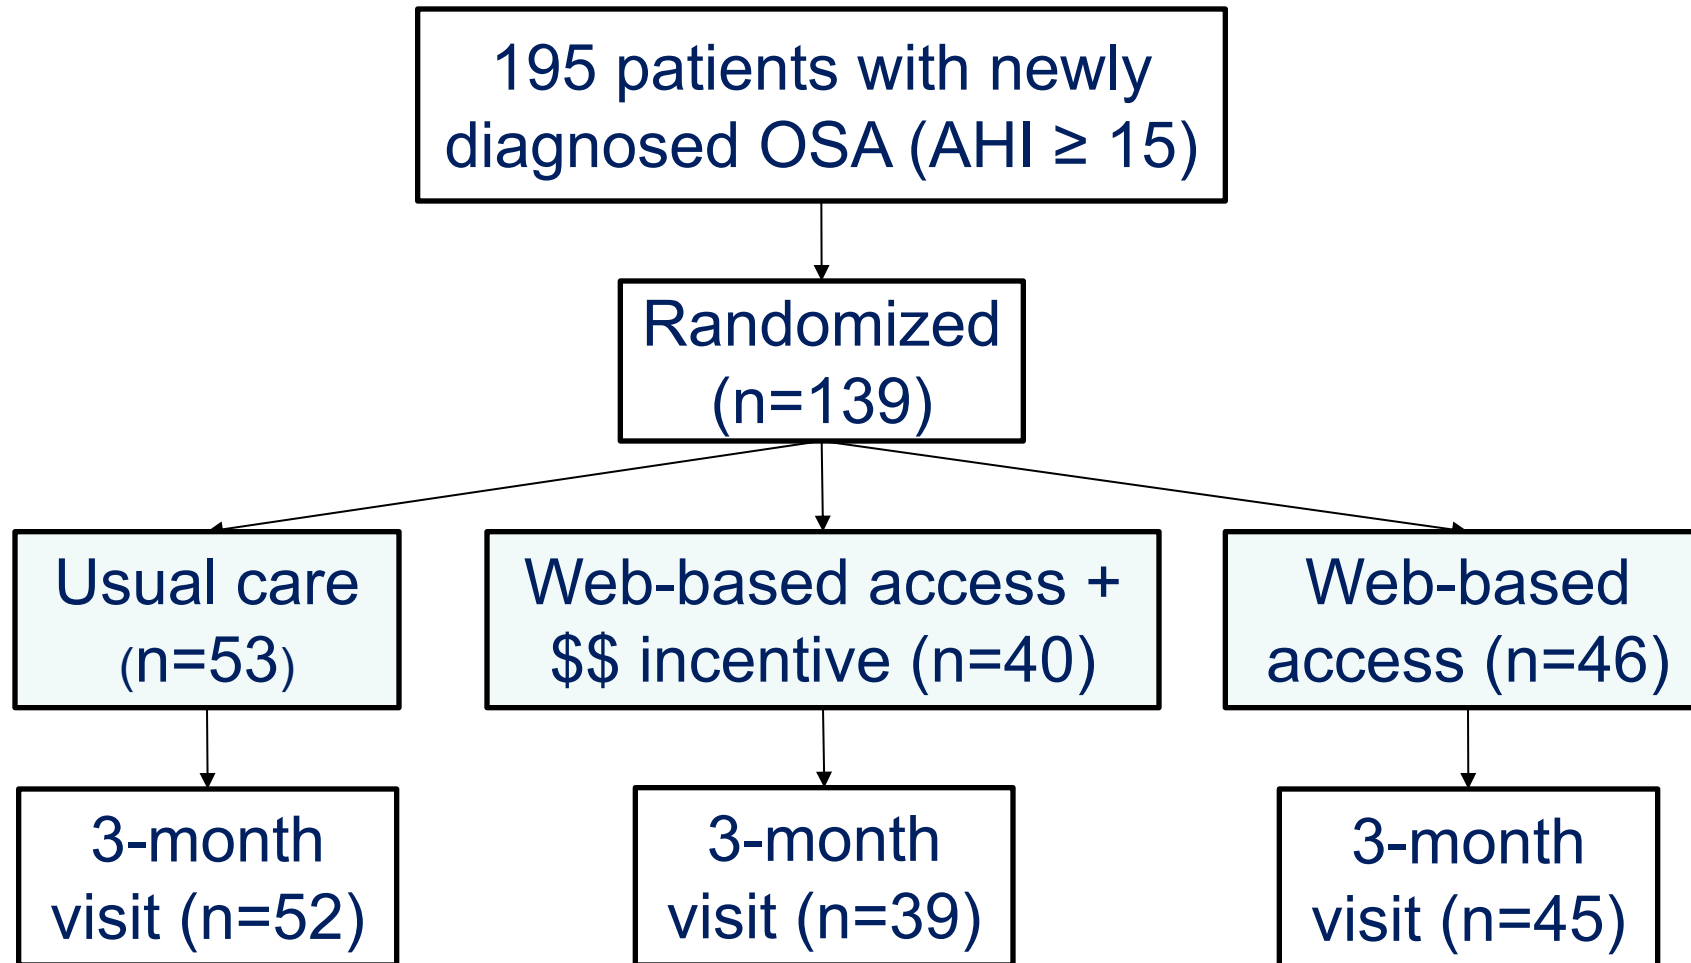 195 patients with newly
diagnosed OSA (AHI ≥ 15)
Randomized
(n=139)
Usual care
(n=53)
Web-based access +
$$ incentive (n=40)
Web-based
access (n=46)
3-month
visit (n=52)
3-month
visit (n=39)
3-month
visit (n=45)